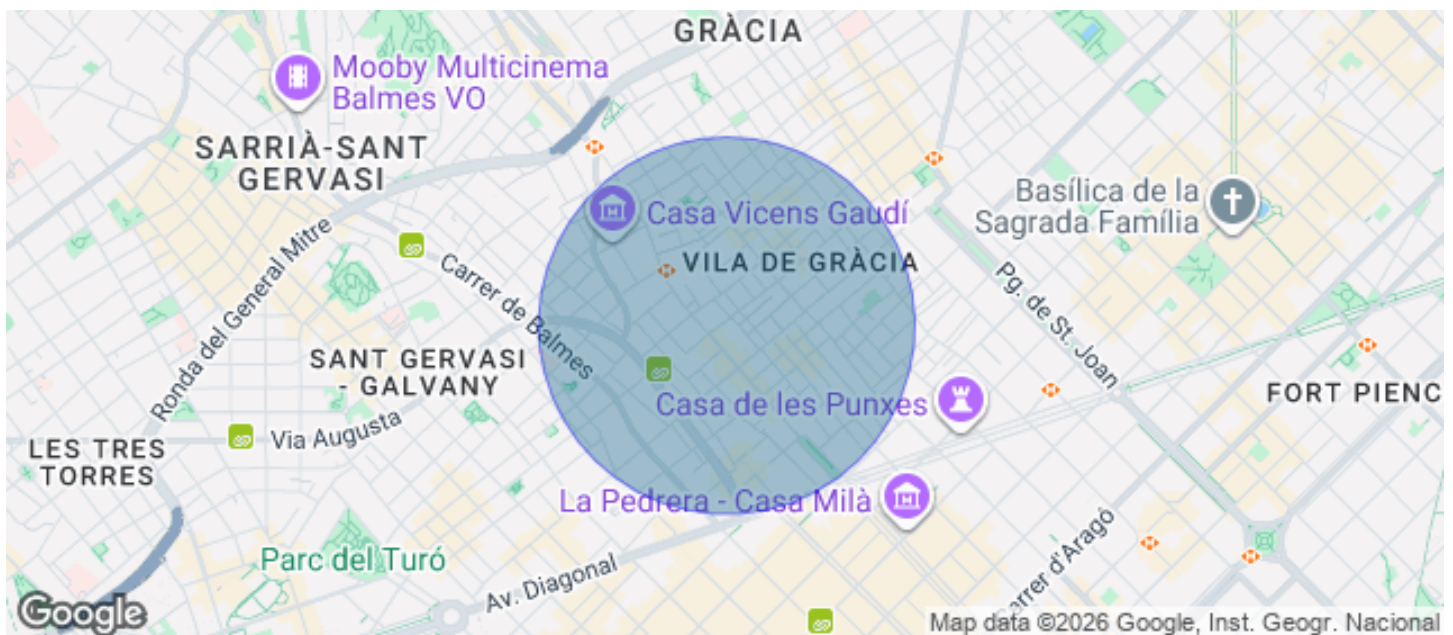 GRÀCIA
Mooby Multicinema
Balmes VO
SARRIÀ-SANT
GERVASI
Basílica de la
Sagrada Família
Casa Vicens Gaudí
VILA DE GRÀCIA
Ronda del General Mitre
Carrer de Balmes
Pg. de St. Joan
SANT GERVASI
- GALVANY
FORT PIENC
Casa de les Punxes
Via Augusta
LES TRES
TORRES
La Pedrera - Casa Milà
Parc del Turó
Av. Diagonal
Carrer d'Aragó
Google
Map data ©2026 Google, Inst. Geogr. Nacional